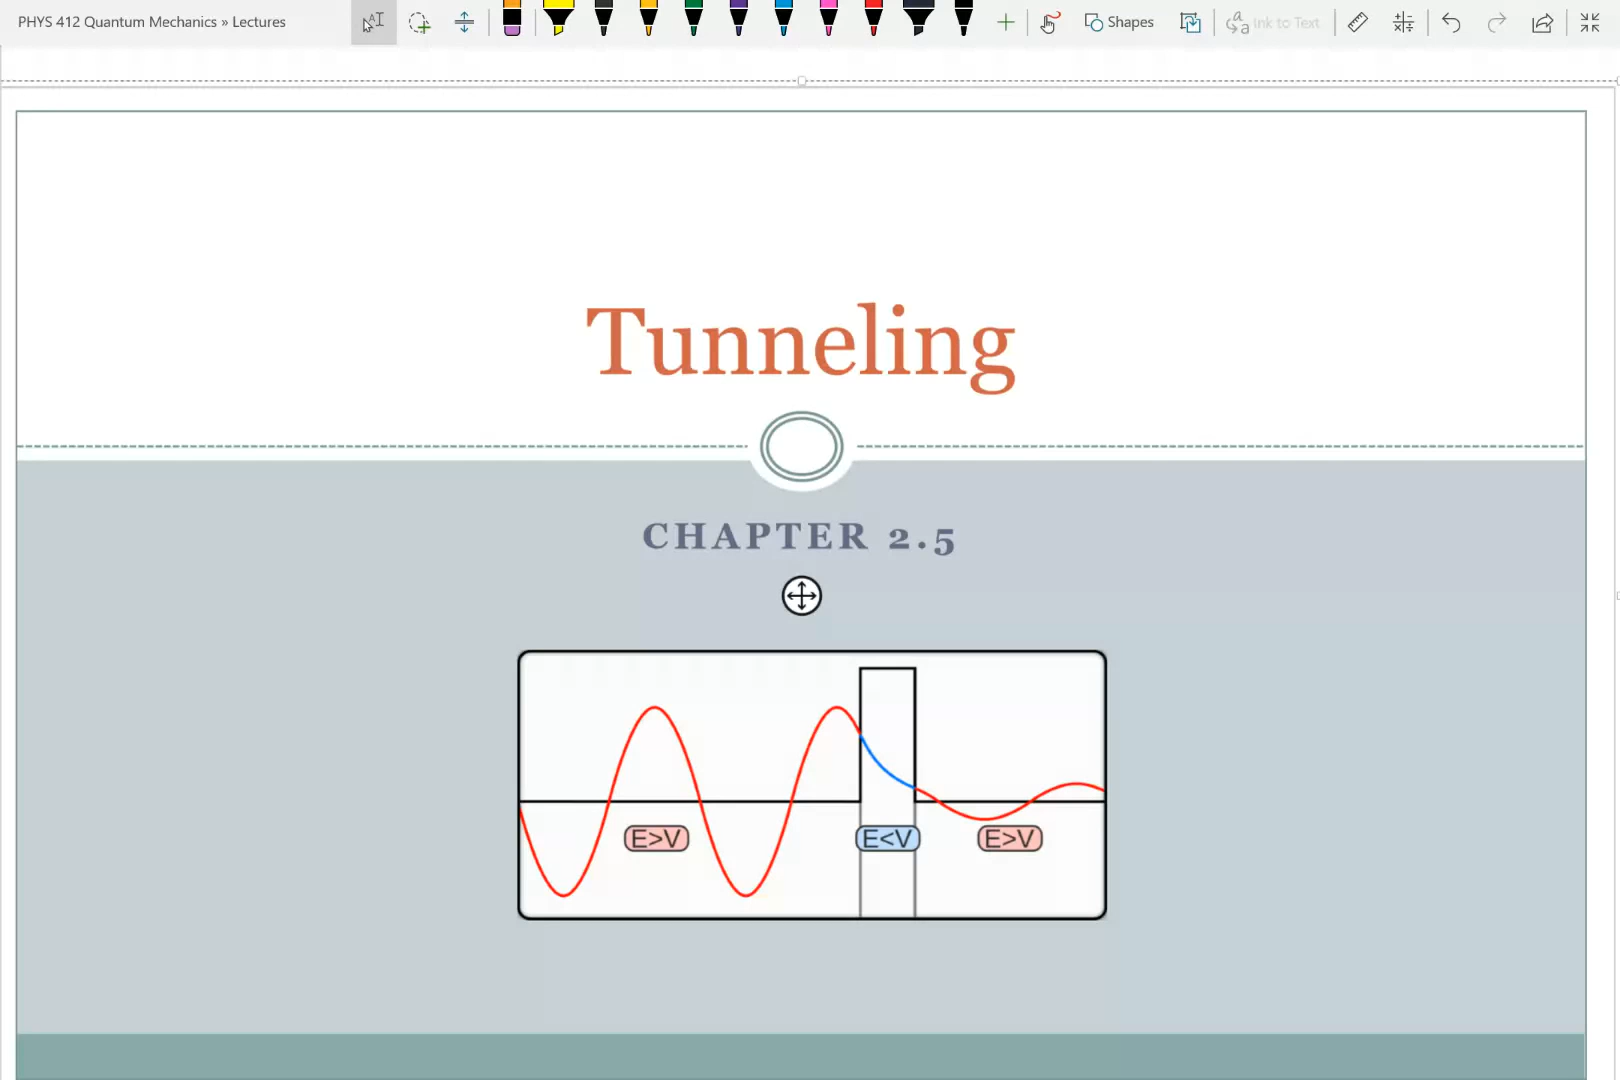 PHYS 412 Quantum Mechanics » Lectures
Shapes
Ink to Text
Tunneling
CHAPTER 2.5
E>V E<V E>V